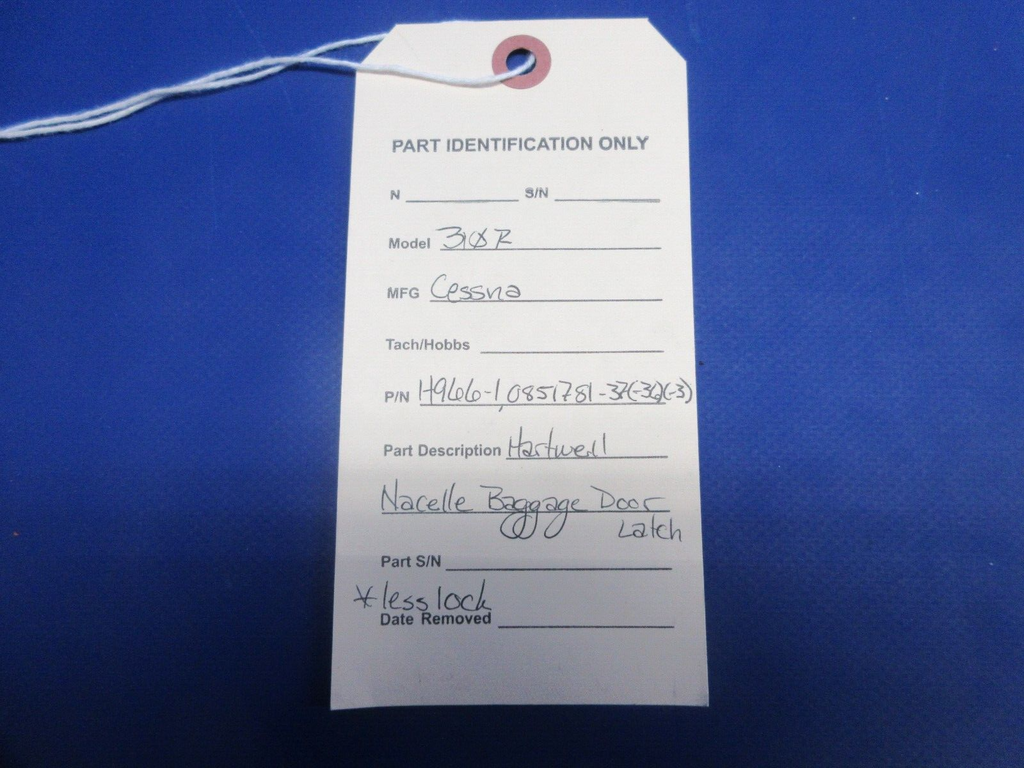 PART IDENTIFICATION ONLY
N S/N
Model 310R
MFG Cessna
Tach/Hobbs
P/N H966-1, 0851781-37(-36)(-3)
Part Description Hartwell
Nacelle Baggage Door
Latch
Part S/N
*less lock
Date Removed